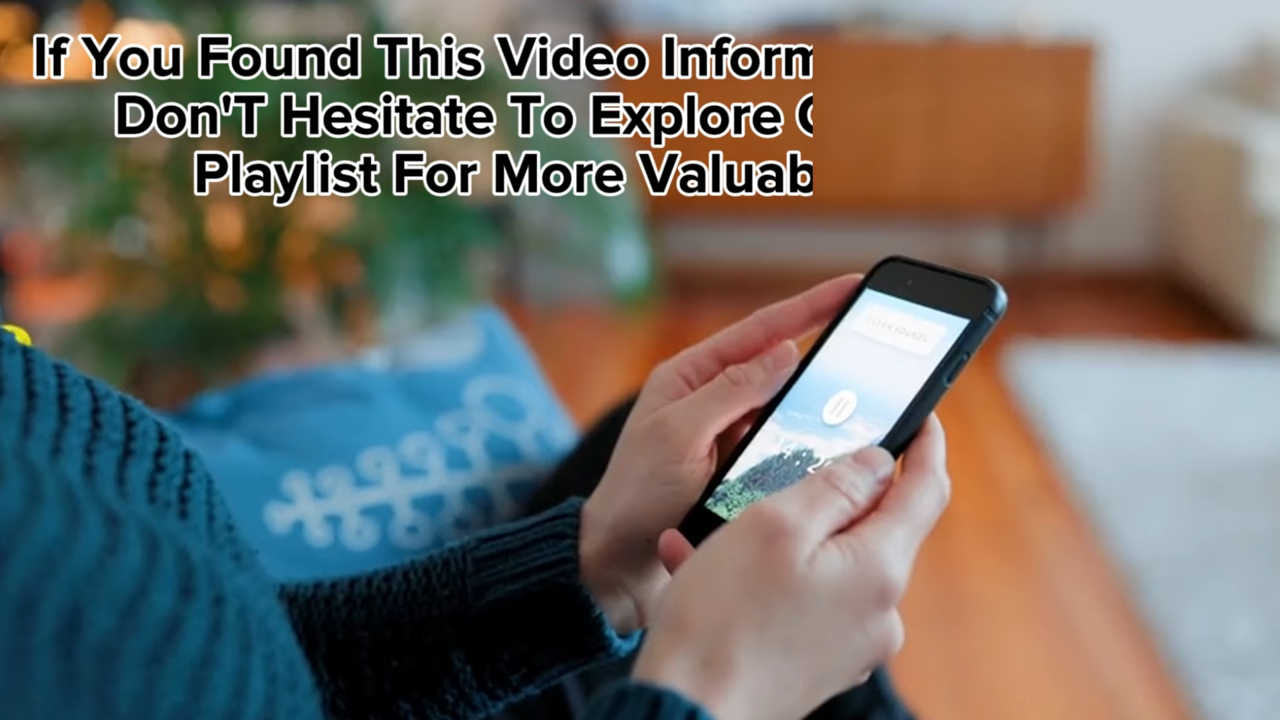 If You Found This Video Inform
Don'T Hesitate To Explore
Playlist For More Valuab